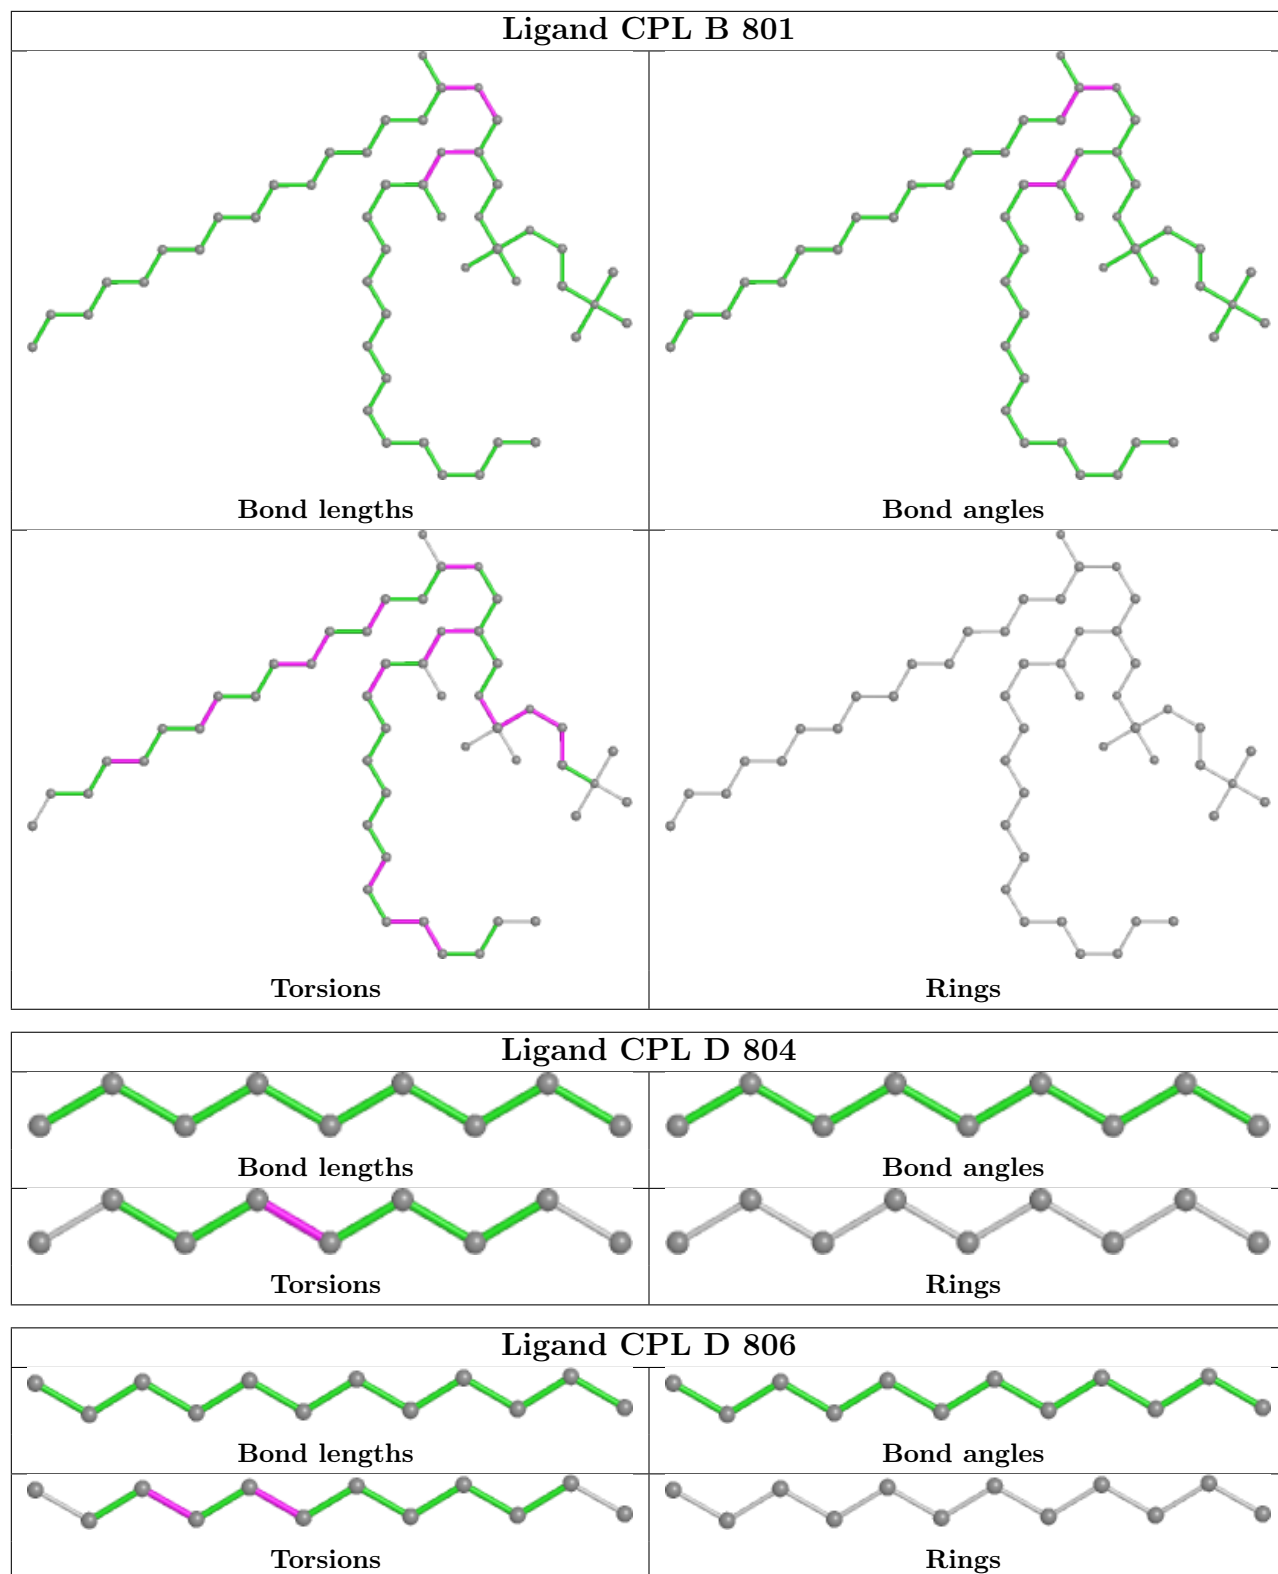 Ligand CPL B 801
Bond lengths
Bond angles
Torsions
Rings
Ligand CPL D 804
Bond lengths
Bond angles
Torsions
Rings
Ligand CPL D 806
Bond lengths
Bond angles
Torsions
Rings